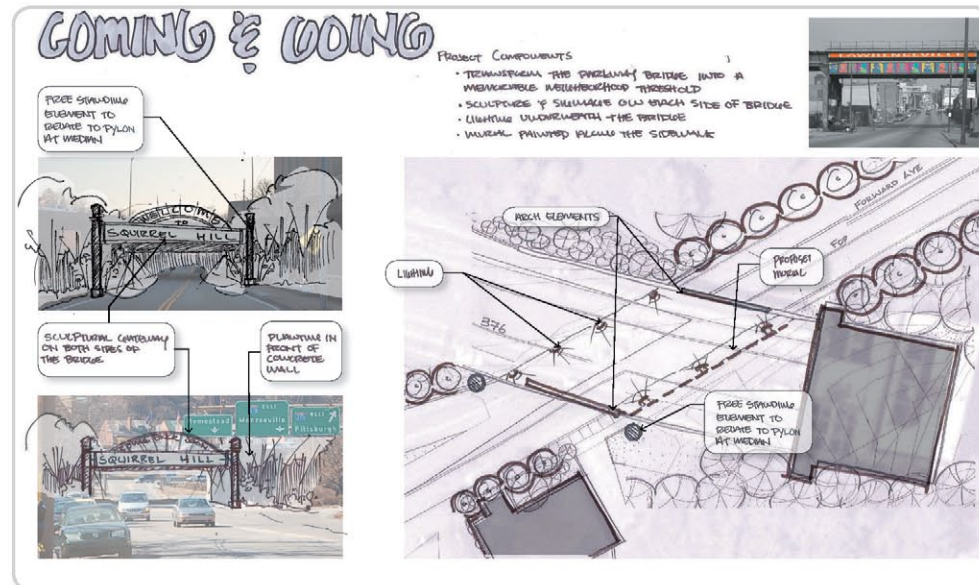 COMING & GOING
PROJECT COMPONENTS
• TRANSFORM THE PARKWAY BRIDGE INTO A
MEMORABLE NEIGHBORHOOD THRESHOLD
• SCULPTURE & SIGNAGE ON EACH SIDE OF BRIDGE
• LIGHTING UNDERNEATH THE BRIDGE
• MURAL PAINTED ALONG THE SIDEWALK
FREE STANDING
ELEMENT TO
RELATE TO PYLON
AT MEDIAN
WELCOME
TO
SQUIRREL HILL
SCULPTURAL GATEWAY
ON BOTH SIDES OF
THE BRIDGE
PLANTING IN
FRONT OF
CONCRETE
WALL
Homestead
Monroeville
Pittsburgh
SQUIRREL HILL
ARCH ELEMENTS
LIGHTING
376
FORWARD AVE
POP
PROPOSED
MURAL
FREE STANDING
ELEMENT TO
RELATE TO PYLON
AT MEDIAN